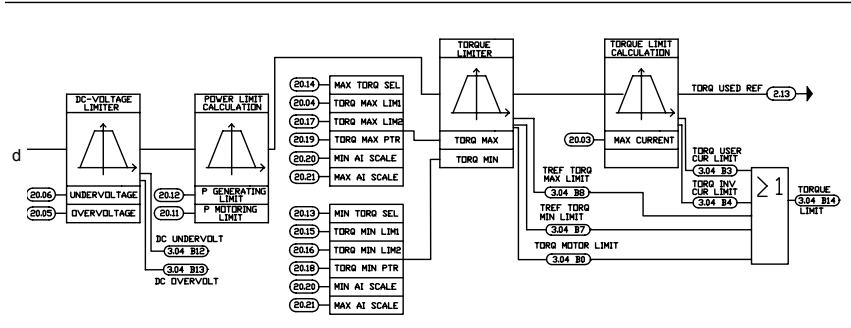 TORQUE
LIMITER
TORQUE LIMIT
CALCULATION
DC-VOLTAGE
LIMITER
POWER LIMIT
CALCULATION
20.14 MAX TORQ SEL
20.04 TORQ MAX LIM1
20.17 TORQ MAX LIM2
20.19 TORQ MAX PTR
20.20 MIN AI SCALE
20.21 MAX AI SCALE
TORQ MAX
TORQ MIN
20.03 MAX CURRENT
TORQ USED REF 2.13
d
20.06 UNDERVOLTAGE
20.05 OVERVOLTAGE
20.12 P GENERATING
LIMIT
20.11 P MOTORING
LIMIT
DC UNDERVOLT
3.04 B12
3.04 B13
DC OVERVOLT
20.13 MIN TORQ SEL
20.15 TORQ MIN LIM1
20.16 TORQ MIN LIM2
20.18 TORQ MIN PTR
20.20 MIN AI SCALE
20.21 MAX AI SCALE
TREF TORQ
MAX LIMIT
3.04 B8
TREF TORQ
MIN LIMIT
3.04 B7
TORQ MOTOR LIMIT
3.04 B0
TORQ USER
CUR LIMIT
3.04 B3
TORQ INV
CUR LIMIT
3.04 B4
≥1
TORQUE
3.04 B14
LIMIT